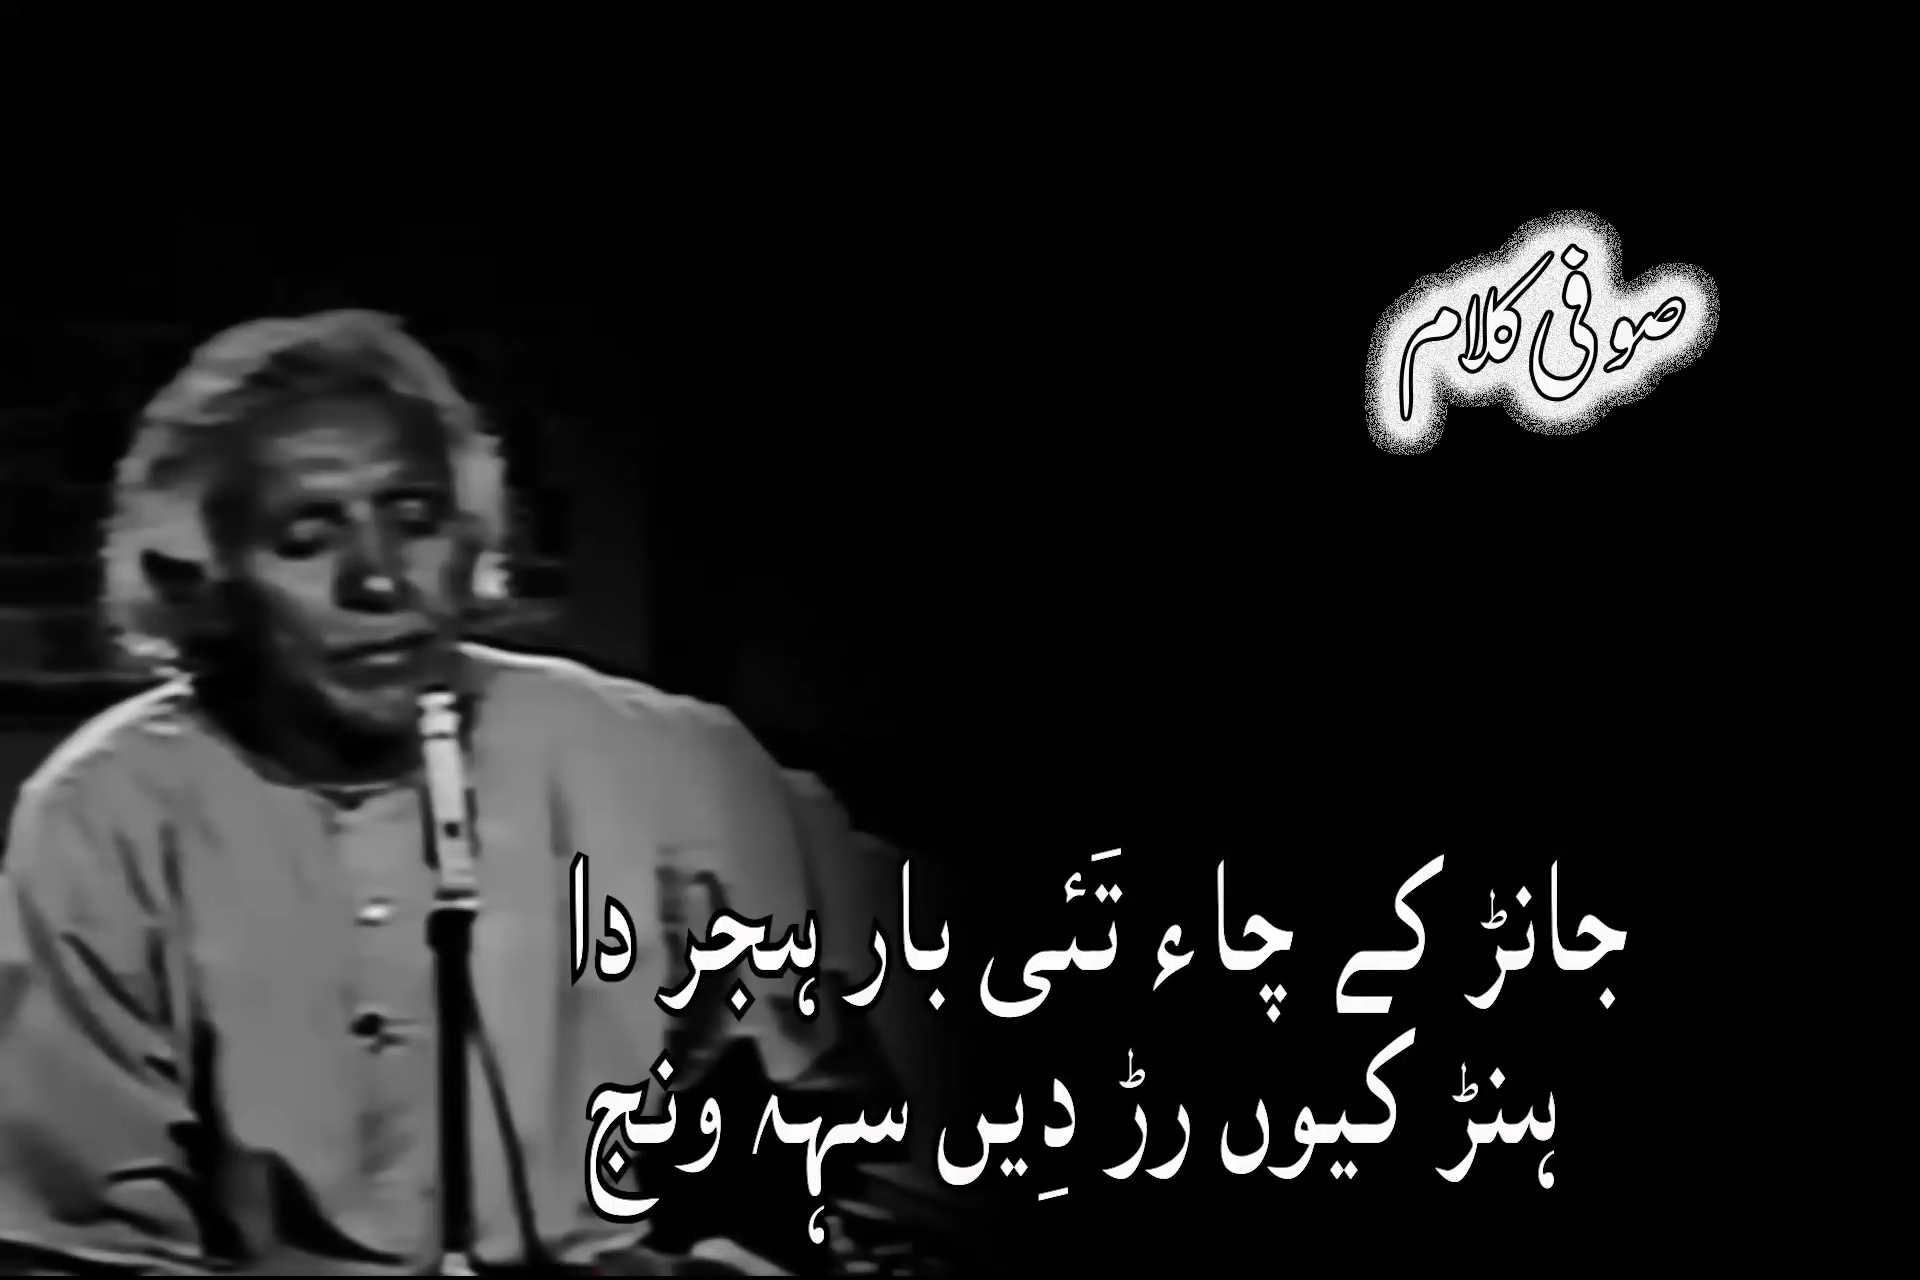 صوفی کلام
جانڑ کے چاء تَئی بار ہجر دا
ہنڑ کیوں رڑ دِیں سہہ ونج